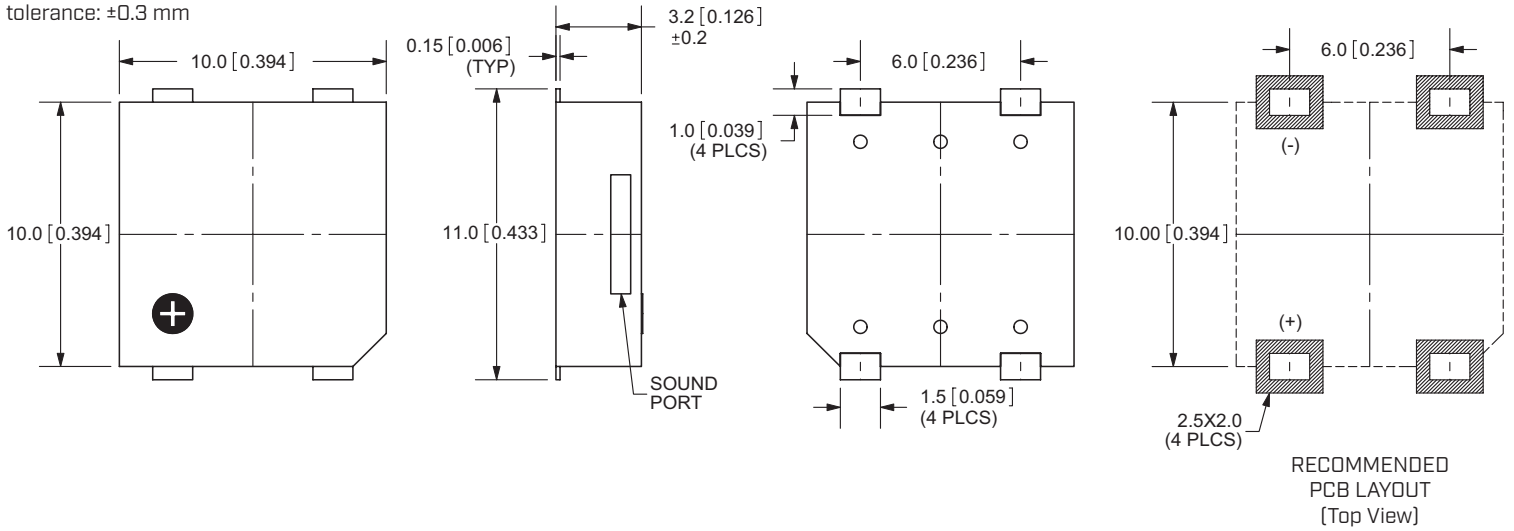 tolerance: ±0.3 mm
10.0 [0.394]
10.0 [0.394]
+
0.15 [0.006]
(TYP)
3.2 [0.126]
±0.2
11.0 [0.433]
SOUND
PORT
6.0 [0.236]
1.0 [0.039]
(4 PLCS)
1.5 [0.059]
(4 PLCS)
6.0 [0.236]
(-)
10.00 [0.394]
(+)
2.5X2.0
(4 PLCS)
RECOMMENDED
PCB LAYOUT
(Top View)